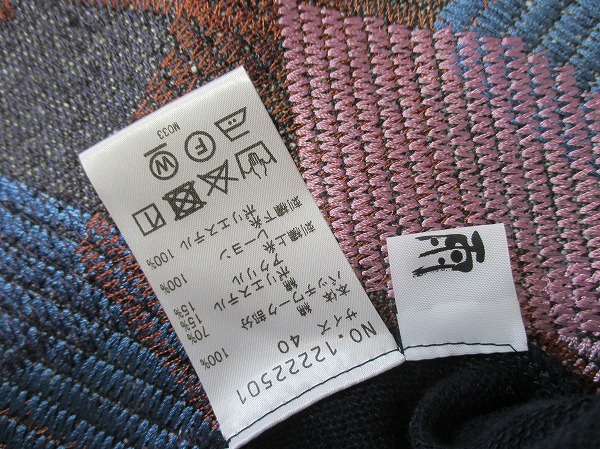 NO.12222501
サイズ 40
本体 綿 100%
パッチワーク部分
綿 70%
ポリエステル 15%
アクリル 15%
刺繍上糸 レーヨン 100%
刺繍下糸 ポリエステル 100%
F
W
M033